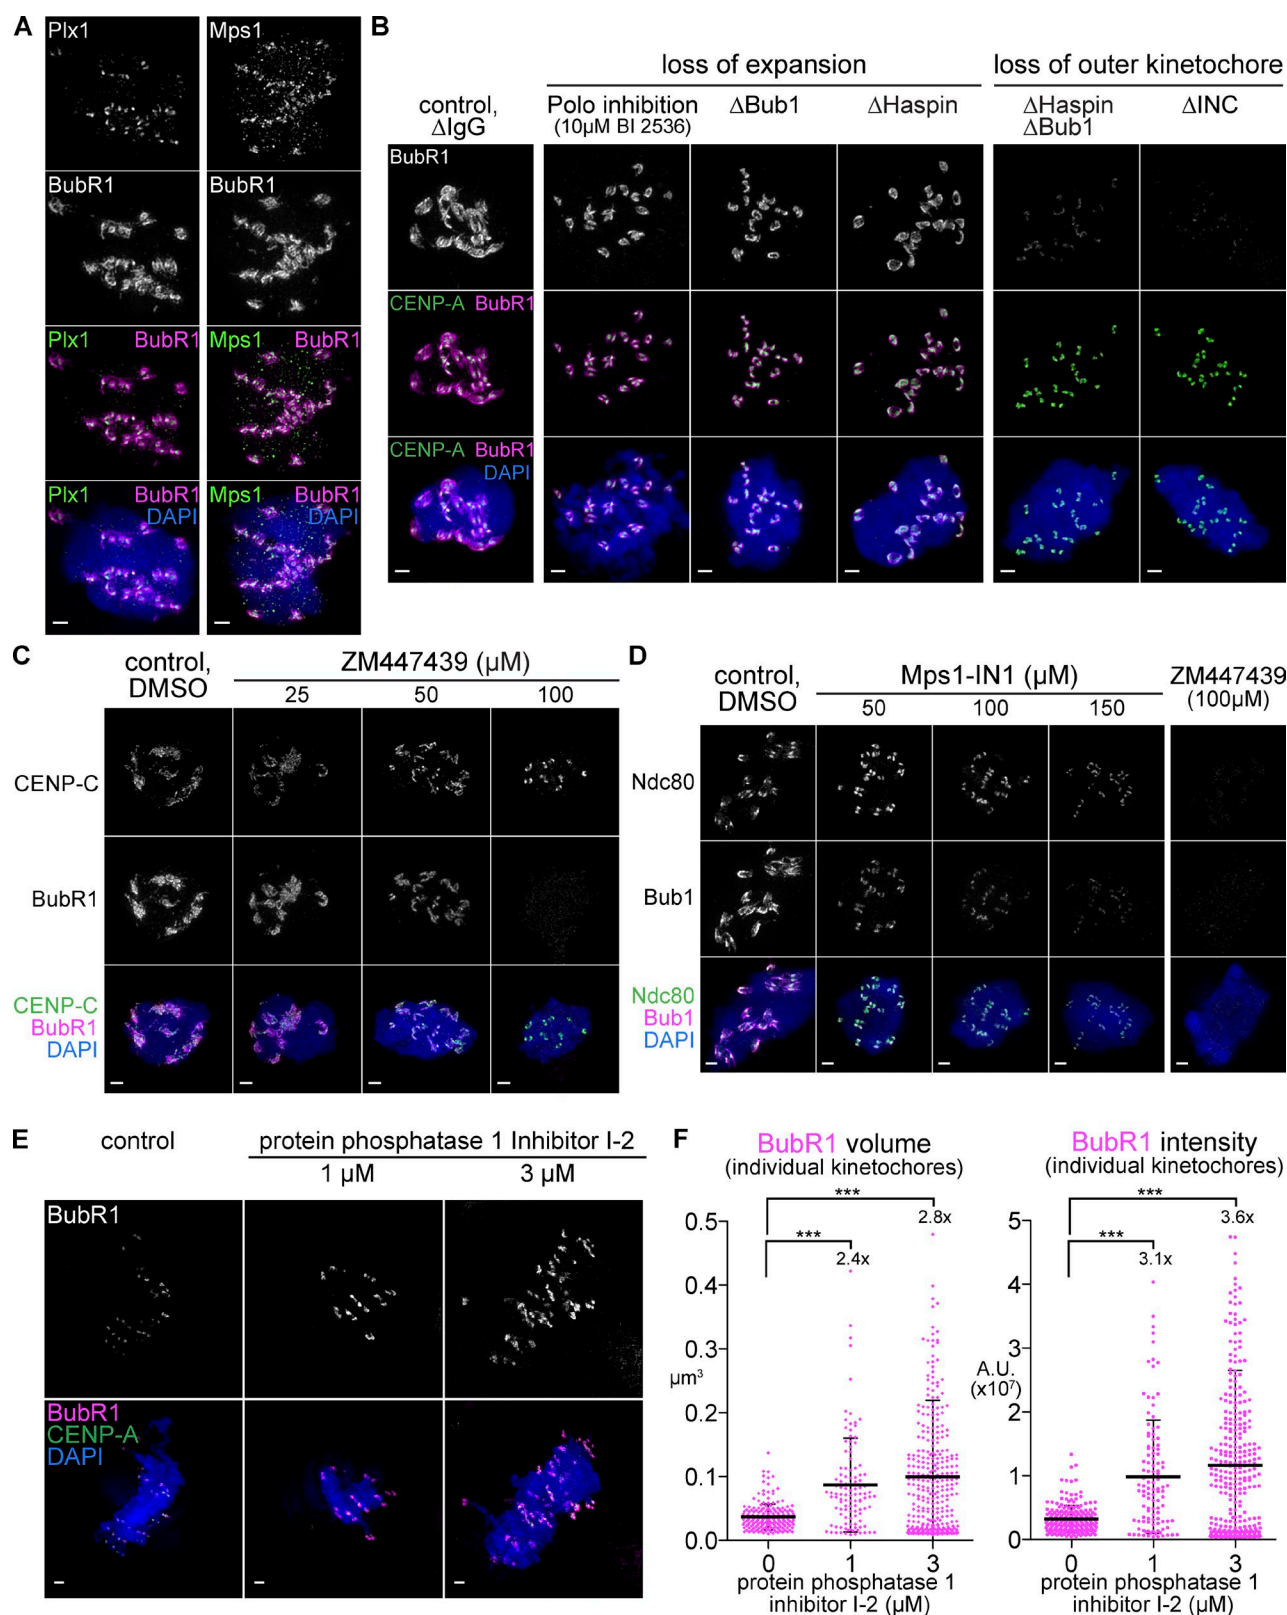 A
Plx1
Mps1
BubR1
BubR1
Plx1 BubR1
Mps1 BubR1
Plx1 BubR1
DAPI
Mps1 BubR1
DAPI
B
loss of expansion
loss of outer kinetochore
control,
ΔIgG
Polo inhibition
(10µM BI 2536)
ΔBub1
ΔHaspin
ΔHaspin
ΔBub1
ΔINC
BubR1
CENP-A BubR1
CENP-A BubR1
DAPI
C
control,
DMSO
ZM447439 (µM)
25 50 100
CENP-C
BubR1
CENP-C
BubR1
DAPI
D
control,
DMSO
Mps1-IN1 (µM)
50 100 150
ZM447439
(100µM)
Ndc80
Bub1
Ndc80
Bub1
DAPI
E
control
protein phosphatase 1 Inhibitor I-2
1 µM 3 µM
BubR1
BubR1
CENP-A
DAPI
F
BubR1 volume
(individual kinetochores)
***
2.8x
***
2.4x
0.5
0.4
0.3
µm³
0.2
0.1
0.0
0 1 3
protein phosphatase 1
inhibitor I-2 (µM)
BubR1 intensity
(individual kinetochores)
***
3.6x
***
3.1x
5
4
3
A.U.
(x10⁷)
2
1
0
0 1 3
protein phosphatase 1
inhibitor I-2 (µM)